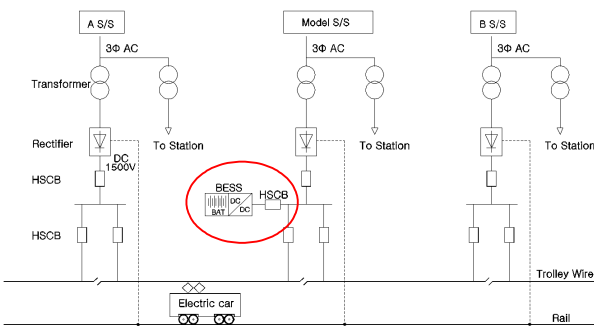 A S/S
Model S/S
B S/S
3Φ AC
3Φ AC
3Φ AC
Transformer
Rectifier
To Station
To Station
To Station
DC
1500V
HSCB
BESS
HSCB
DC
DC
BAT
HSCB
Trolley Wire
Electric car
Rail